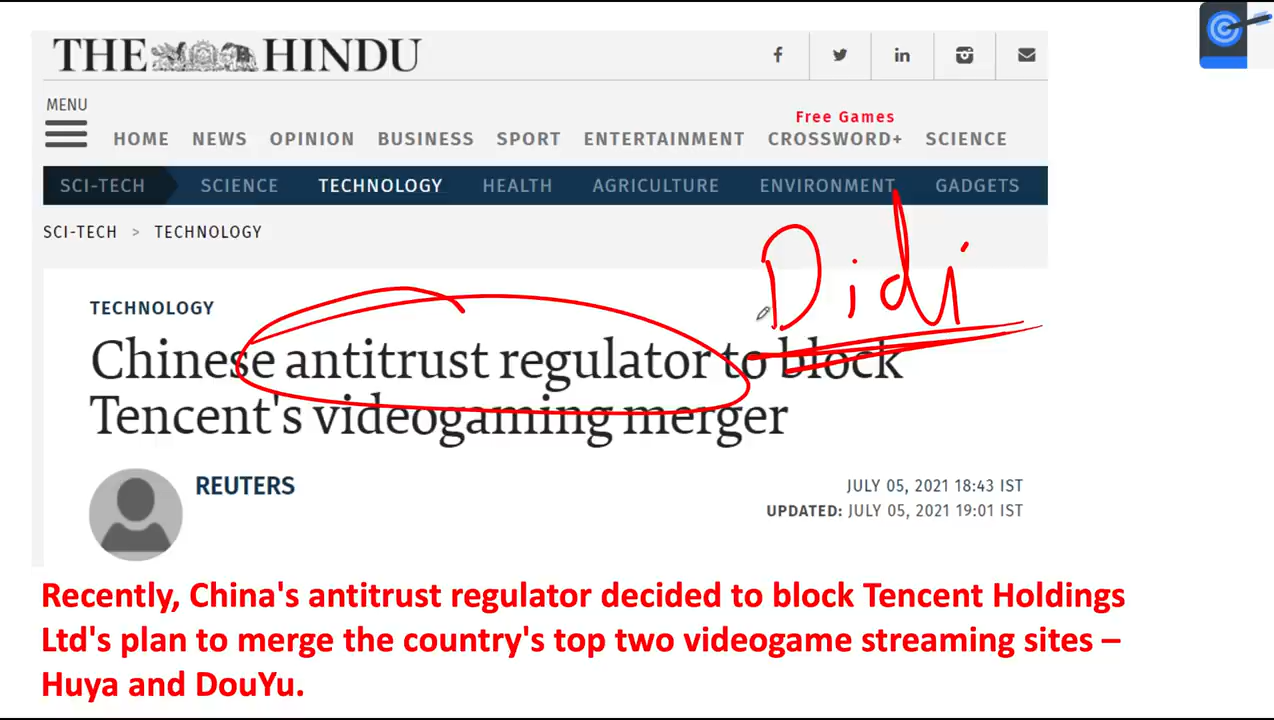 THE HINDU
MENU
Free Games
HOME NEWS OPINION BUSINESS SPORT ENTERTAINMENT CROSSWORD+ SCIENCE
SCI-TECH SCIENCE TECHNOLOGY HEALTH AGRICULTURE ENVIRONMENT GADGETS
SCI-TECH > TECHNOLOGY
Didi
TECHNOLOGY
Chinese antitrust regulator to block
Tencent's videogaming merger
REUTERS
JULY 05, 2021 18:43 IST
UPDATED: JULY 05, 2021 19:01 IST
Recently, China's antitrust regulator decided to block Tencent Holdings
Ltd's plan to merge the country's top two videogame streaming sites –
Huya and DouYu.